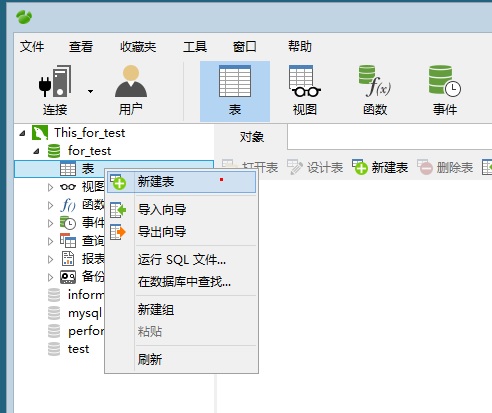 文件 查看 收藏夹 工具 窗口 帮助
连接 用户 表 视图 函数 事件
This_for_test
对象
for_test
表
打开表 设计表 新建表 删除表
视图
函数
事件
查询
报表
备份
inform
mysql
perfor
test
新建表
导入向导
导出向导
运行 SQL 文件...
在数据库中查找...
新建组
粘贴
刷新